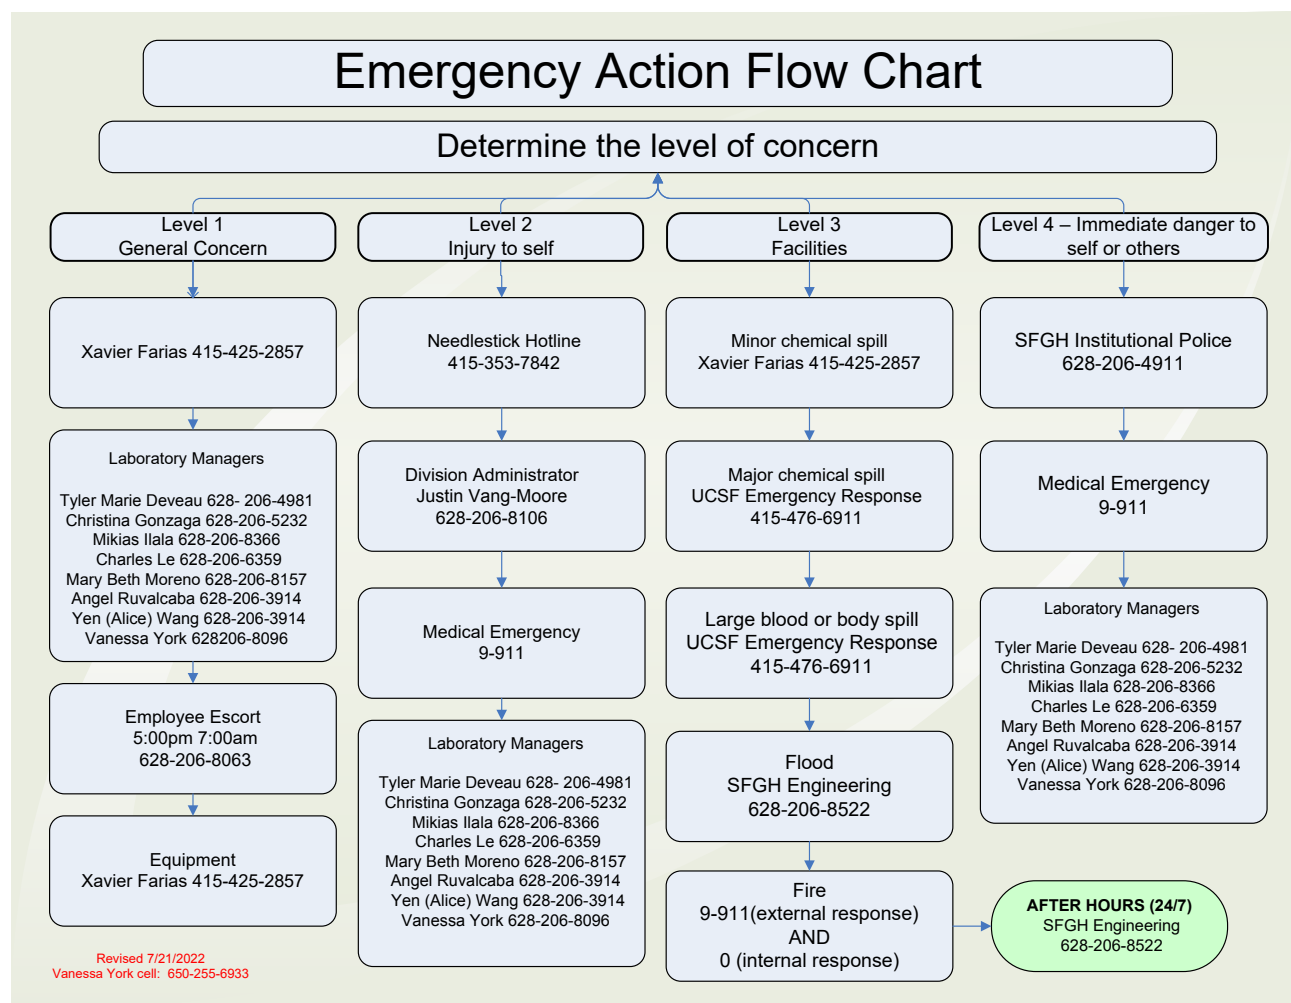 Emergency Action Flow Chart
Determine the level of concern
Level 1
General Concern
Xavier Farias 415-425-2857
Laboratory Managers
Tyler Marie Deveau 628- 206-4981
Christina Gonzaga 628-206-5232
Mikias Ilala 628-206-8366
Charles Le 628-206-6359
Mary Beth Moreno 628-206-8157
Angel Ruvalcaba 628-206-3914
Yen (Alice) Wang 628-206-3914
Vanessa York 628206-8096
Employee Escort
5:00pm 7:00am
628-206-8063
Equipment
Xavier Farias 415-425-2857
Revised 7/21/2022
Vanessa York cell: 650-255-6933
Level 2
Injury to self
Needlestick Hotline
415-353-7842
Division Administrator
Justin Vang-Moore
628-206-8106
Medical Emergency
9-911
Laboratory Managers
Tyler Marie Deveau 628- 206-4981
Christina Gonzaga 628-206-5232
Mikias Ilala 628-206-8366
Charles Le 628-206-6359
Mary Beth Moreno 628-206-8157
Angel Ruvalcaba 628-206-3914
Yen (Alice) Wang 628-206-3914
Vanessa York 628-206-8096
Level 3
Facilities
Minor chemical spill
Xavier Farias 415-425-2857
Major chemical spill
UCSF Emergency Response
415-476-6911
Large blood or body spill
UCSF Emergency Response
415-476-6911
Flood
SFGH Engineering
628-206-8522
Fire
9-911(external response)
AND
0 (internal response)
Level 4 – Immediate danger to
self or others
SFGH Institutional Police
628-206-4911
Medical Emergency
9-911
Laboratory Managers
Tyler Marie Deveau 628- 206-4981
Christina Gonzaga 628-206-5232
Mikias Ilala 628-206-8366
Charles Le 628-206-6359
Mary Beth Moreno 628-206-8157
Angel Ruvalcaba 628-206-3914
Yen (Alice) Wang 628-206-3914
Vanessa York 628-206-8096
AFTER HOURS (24/7)
SFGH Engineering
628-206-8522